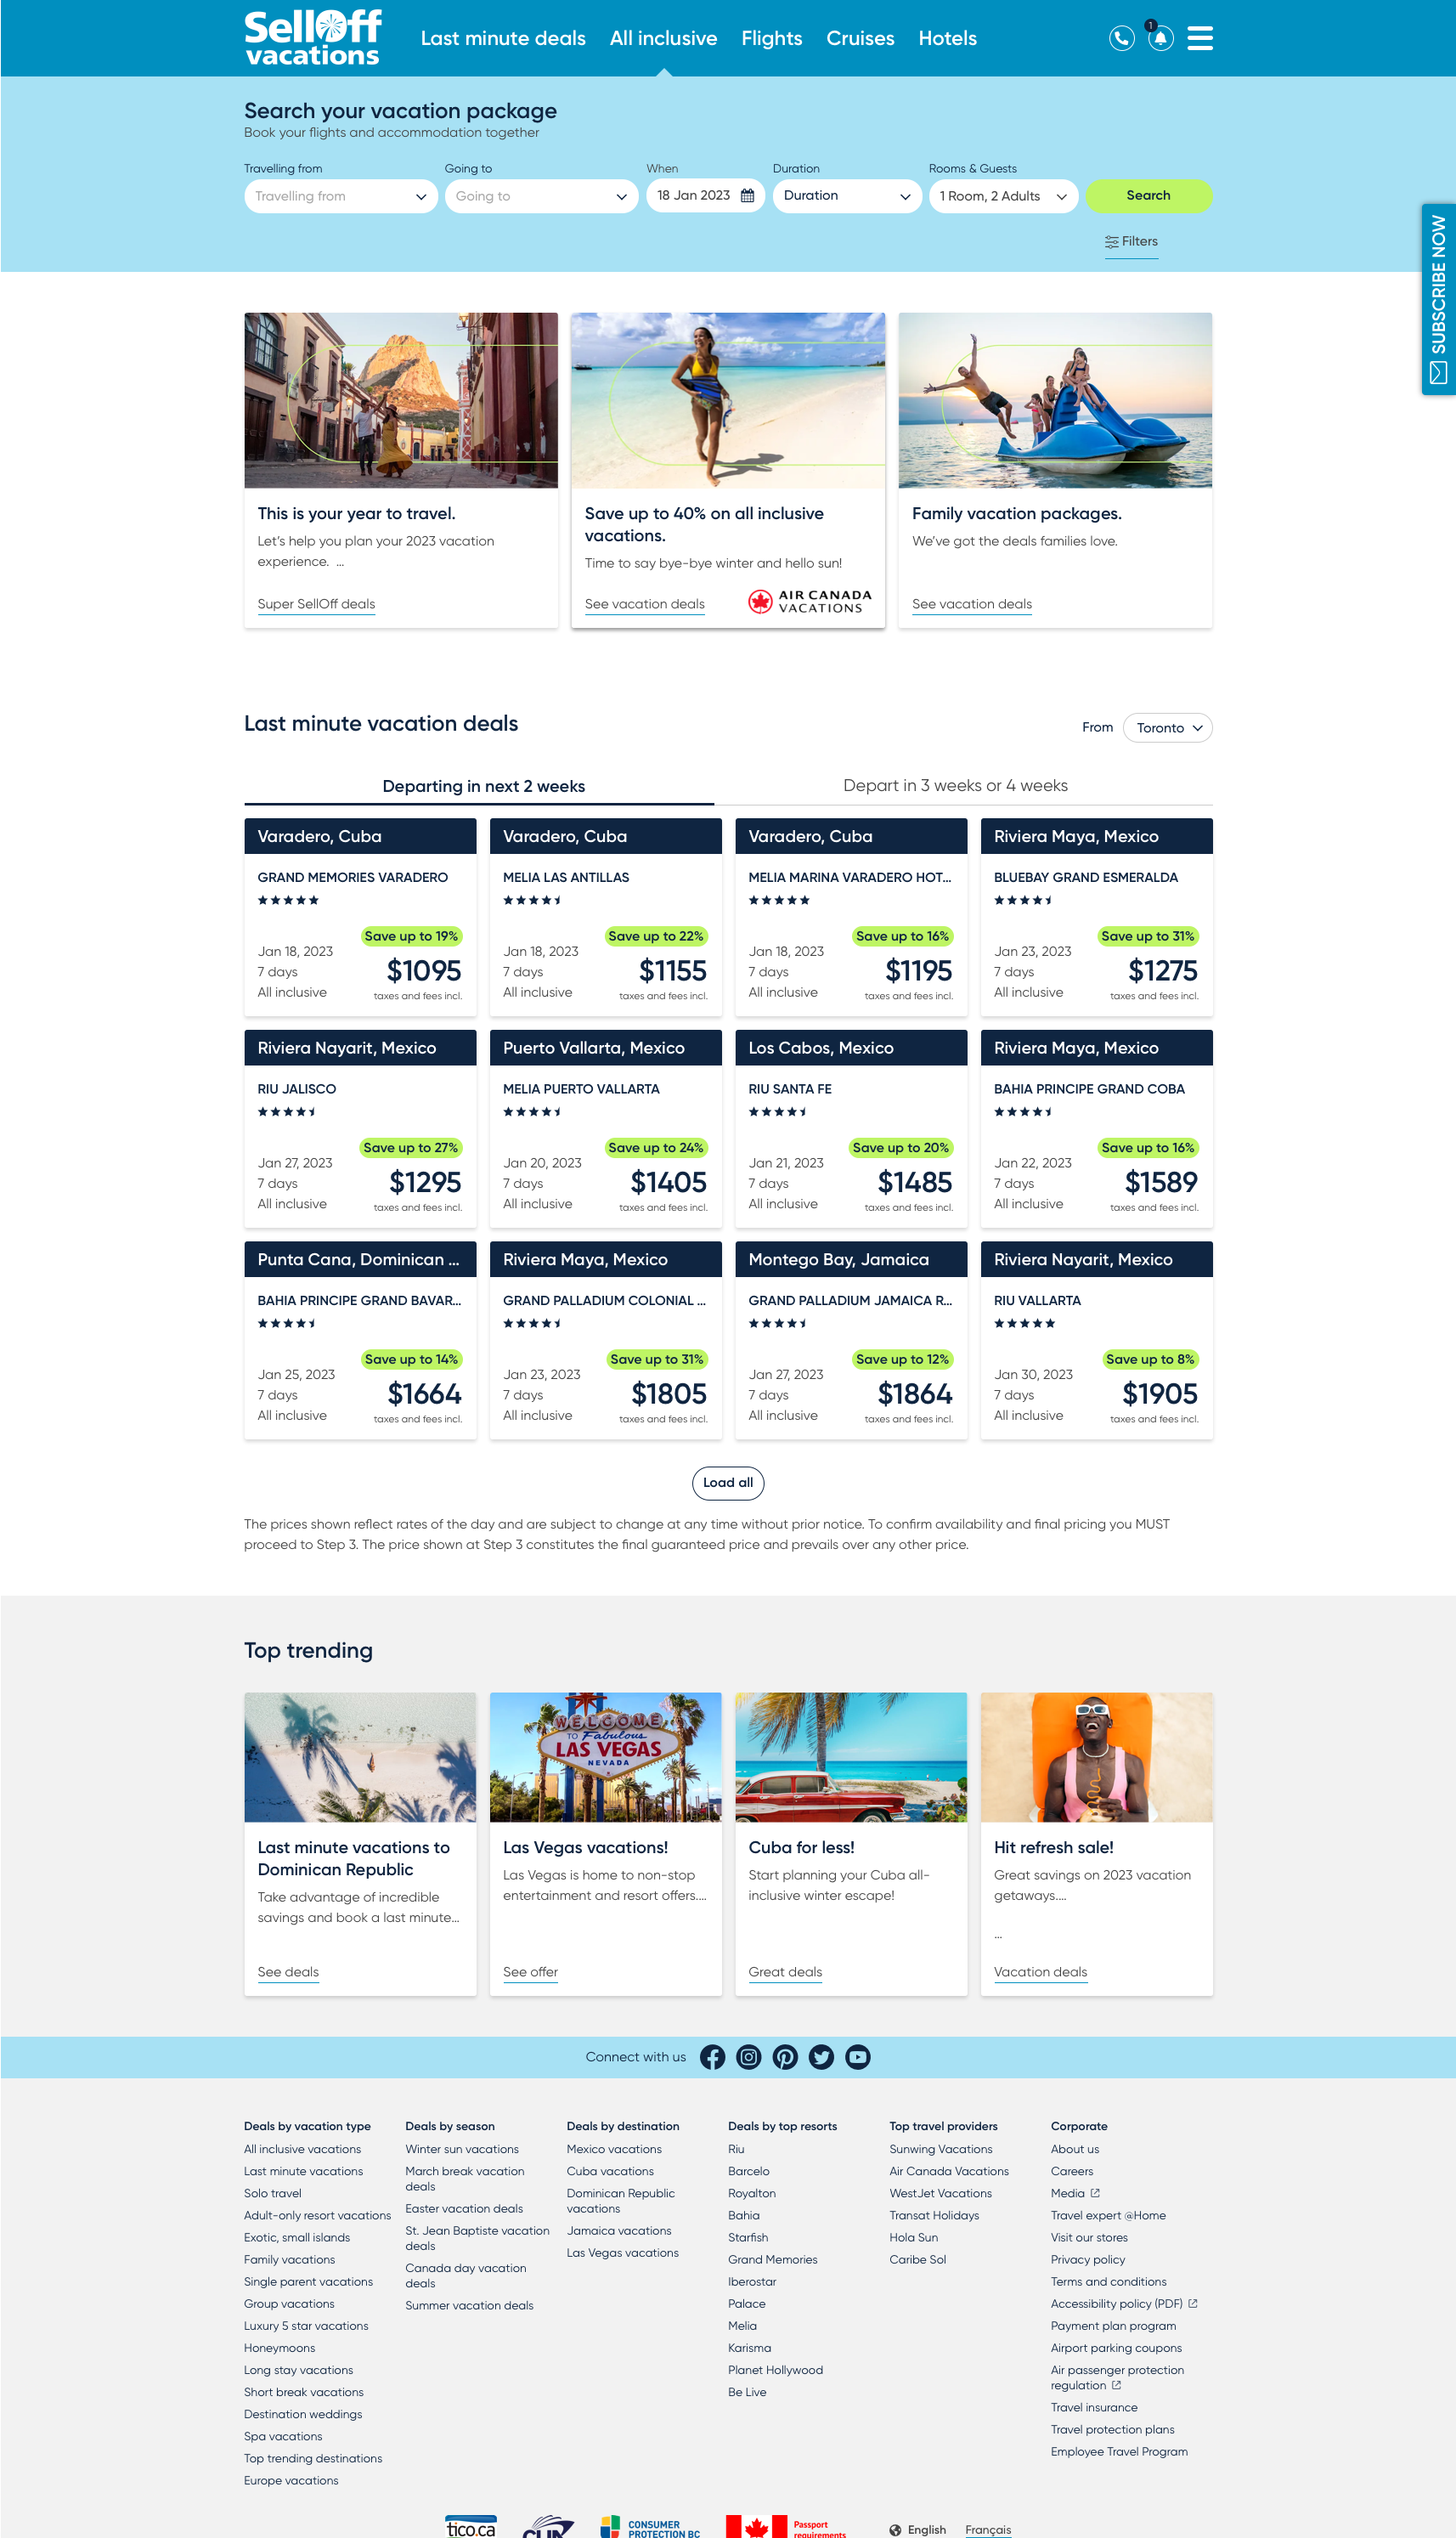 SellOff
vacations
Last minute deals
All inclusive
Flights
Cruises
Hotels
1
Search your vacation package
Book your flights and accommodation together
Travelling from
Going to
When
Duration
Rooms & Guests
Travelling from
Going to
18 Jan 2023
Duration
1 Room, 2 Adults
Search
Filters
SUBSCRIBE NOW
This is your year to travel.
Let's help you plan your 2023 vacation
experience. ...
Super SellOff deals
Save up to 40% on all inclusive
vacations.
Time to say bye-bye winter and hello sun!
See vacation deals
AIR CANADA
VACATIONS
Family vacation packages.
We've got the deals families love.
See vacation deals
Last minute vacation deals
From
Toronto
Departing in next 2 weeks
Depart in 3 weeks or 4 weeks
Varadero, Cuba
GRAND MEMORIES VARADERO
Save up to 19%
Jan 18, 2023
7 days
$1095
All inclusive
taxes and fees incl.
Varadero, Cuba
MELIA LAS ANTILLAS
Save up to 22%
Jan 18, 2023
7 days
$1155
All inclusive
taxes and fees incl.
Varadero, Cuba
MELIA MARINA VARADERO HOT...
Save up to 16%
Jan 18, 2023
7 days
$1195
All inclusive
taxes and fees incl.
Riviera Maya, Mexico
BLUEBAY GRAND ESMERALDA
Save up to 31%
Jan 23, 2023
7 days
$1275
All inclusive
taxes and fees incl.
Riviera Nayarit, Mexico
RIU JALISCO
Save up to 27%
Jan 27, 2023
7 days
$1295
All inclusive
taxes and fees incl.
Puerto Vallarta, Mexico
MELIA PUERTO VALLARTA
Save up to 24%
Jan 20, 2023
7 days
$1405
All inclusive
taxes and fees incl.
Los Cabos, Mexico
RIU SANTA FE
Save up to 20%
Jan 21, 2023
7 days
$1485
All inclusive
taxes and fees incl.
Riviera Maya, Mexico
BAHIA PRINCIPE GRAND COBA
Save up to 16%
Jan 22, 2023
7 days
$1589
All inclusive
taxes and fees incl.
Punta Cana, Dominican ...
BAHIA PRINCIPE GRAND BAVAR...
Save up to 14%
Jan 25, 2023
7 days
$1664
All inclusive
taxes and fees incl.
Riviera Maya, Mexico
GRAND PALLADIUM COLONIAL ...
Save up to 31%
Jan 23, 2023
7 days
$1805
All inclusive
taxes and fees incl.
Montego Bay, Jamaica
GRAND PALLADIUM JAMAICA R...
Save up to 12%
Jan 27, 2023
7 days
$1864
All inclusive
taxes and fees incl.
Riviera Nayarit, Mexico
RIU VALLARTA
Save up to 8%
Jan 30, 2023
7 days
$1905
All inclusive
taxes and fees incl.
Load all
The prices shown reflect rates of the day and are subject to change at any time without prior notice. To confirm availability and final pricing you MUST
proceed to Step 3. The price shown at Step 3 constitutes the final guaranteed price and prevails over any other price.
Top trending
Last minute vacations to
Dominican Republic
Take advantage of incredible
savings and book a last minute...
See deals
WELCOME
TO Fabulous
LAS VEGAS
NEVADA
Las Vegas vacations!
Las Vegas is home to non-stop
entertainment and resort offers....
See offer
Cuba for less!
Start planning your Cuba all-
inclusive winter escape!
Great deals
Hit refresh sale!
Great savings on 2023 vacation
getaways....
...
Vacation deals
Connect with us
Deals by vacation type
All inclusive vacations
Last minute vacations
Solo travel
Adult-only resort vacations
Exotic, small islands
Family vacations
Single parent vacations
Group vacations
Luxury 5 star vacations
Honeymoons
Long stay vacations
Short break vacations
Destination weddings
Spa vacations
Top trending destinations
Europe vacations
Deals by season
Winter sun vacations
March break vacation
deals
Easter vacation deals
St. Jean Baptiste vacation
deals
Canada day vacation
deals
Summer vacation deals
Deals by destination
Mexico vacations
Cuba vacations
Dominican Republic
vacations
Jamaica vacations
Las Vegas vacations
Deals by top resorts
Riu
Barcelo
Royalton
Bahia
Starfish
Grand Memories
Iberostar
Palace
Melia
Karisma
Planet Hollywood
Be Live
Top travel providers
Sunwing Vacations
Air Canada Vacations
WestJet Vacations
Transat Holidays
Hola Sun
Caribe Sol
Corporate
About us
Careers
Media
Travel expert @Home
Visit our stores
Privacy policy
Terms and conditions
Accessibility policy (PDF)
Payment plan program
Airport parking coupons
Air passenger protection
regulation
Travel insurance
Travel protection plans
Employee Travel Program
tico.ca
CONSUMER
PROTECTION BC
Passport
requirements
English
Français